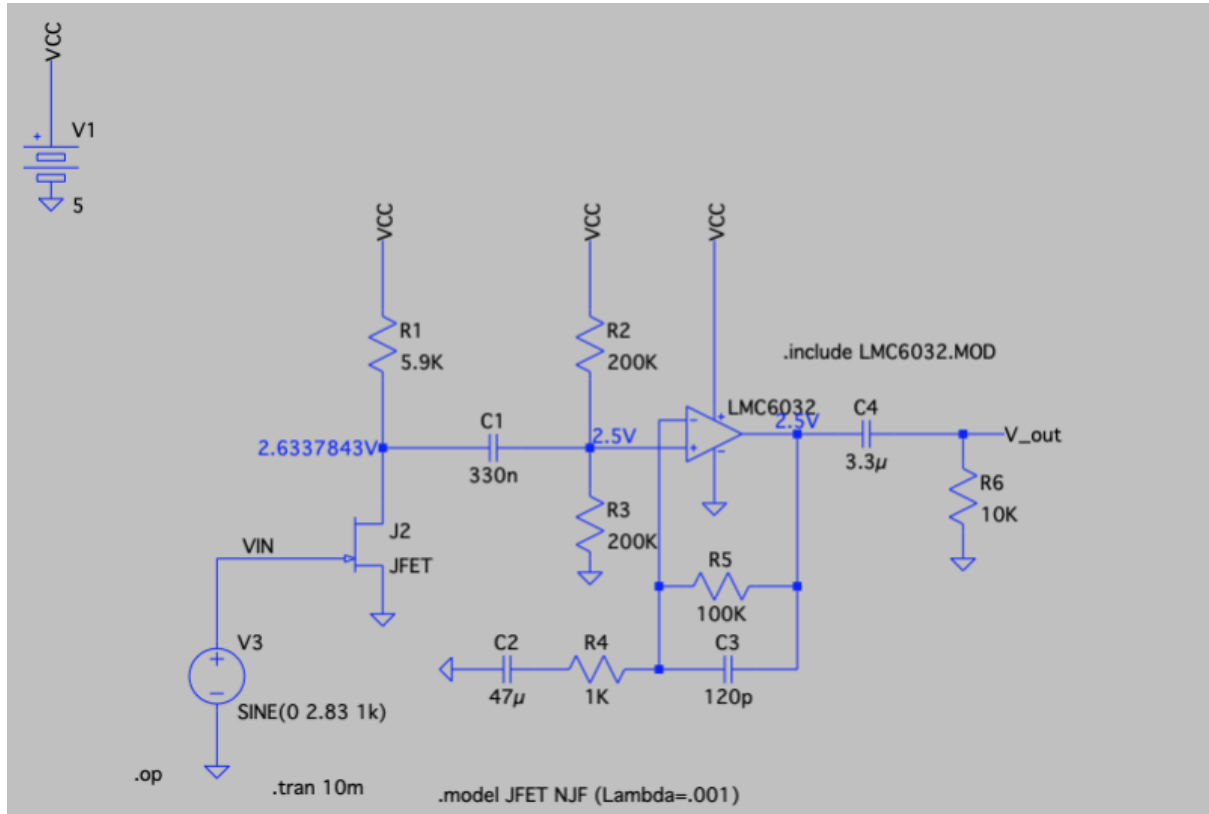 VCC
V1
5
VCC
VCC
VCC
R1
5.9K
R2
200K
.include LMC6032.MOD
LMC6032
C1
330n
2.6337843V
2.5V
2.5V
C4
3.3µ
V_out
R6
10K
R3
200K
J2
JFET
VIN
R5
100K
V3
SINE(0 2.83 1k)
C2
47µ
R4
1K
C3
120p
.op
.tran 10m
.model JFET NJF (Lambda=.001)